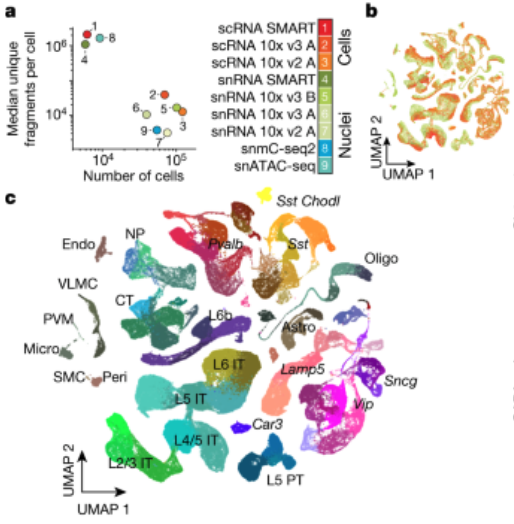 a
Median unique
fragments per cell
10⁶
10⁴
1
8
4
2
6
5
3
9
7
10⁴
10⁵
Number of cells
scRNA SMART 1
scRNA 10x v3 A 2
scRNA 10x v2 A 3
snRNA SMART 4
snRNA 10x v3 B 5
snRNA 10x v3 A 6
snRNA 10x v2 A 7
snmC-seq2 8
snATAC-seq 9
Cells
Nuclei
b
UMAP 2
UMAP 1
c
Sst Chodl
Endo
NP
Pvalb
Sst
Oligo
VLMC
CT
PVM
L6b
Astro
Micro
L6 IT
Lamp5
SMC
Peri
Sncg
L5 IT
Vip
Car3
L4/5 IT
L2/3 IT
L5 PT
UMAP 2
UMAP 1